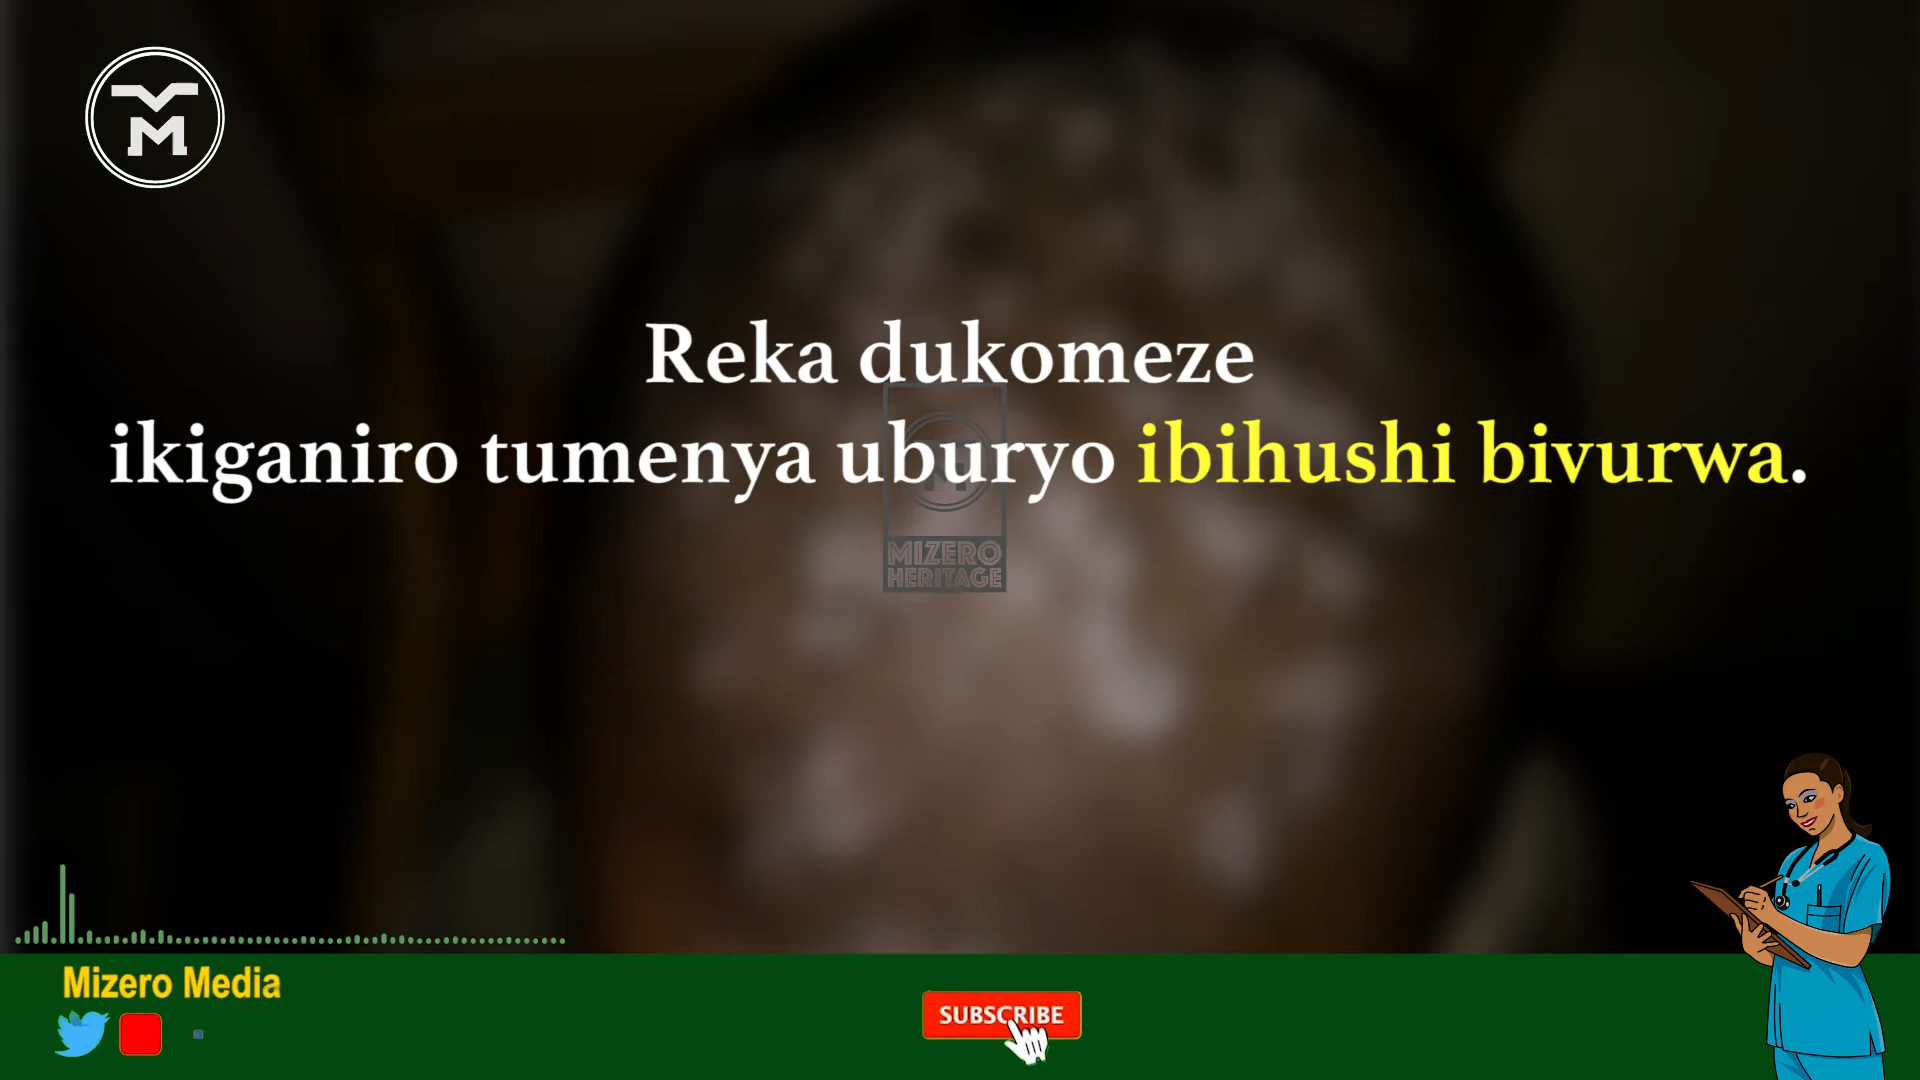 Reka dukomeze
ikiganiro tumenya uburyo ibihushi bivurwa.
MIZERO
HERITAGE
Mizero Media
SUBSCRIBE